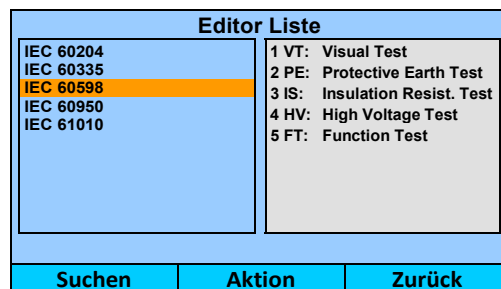 Editor Liste
IEC 60204
IEC 60335
IEC 60598
IEC 60950
IEC 61010
1 VT: Visual Test
2 PE: Protective Earth Test
3 IS: Insulation Resist. Test
4 HV: High Voltage Test
5 FT: Function Test
Suchen
Aktion
Zurück